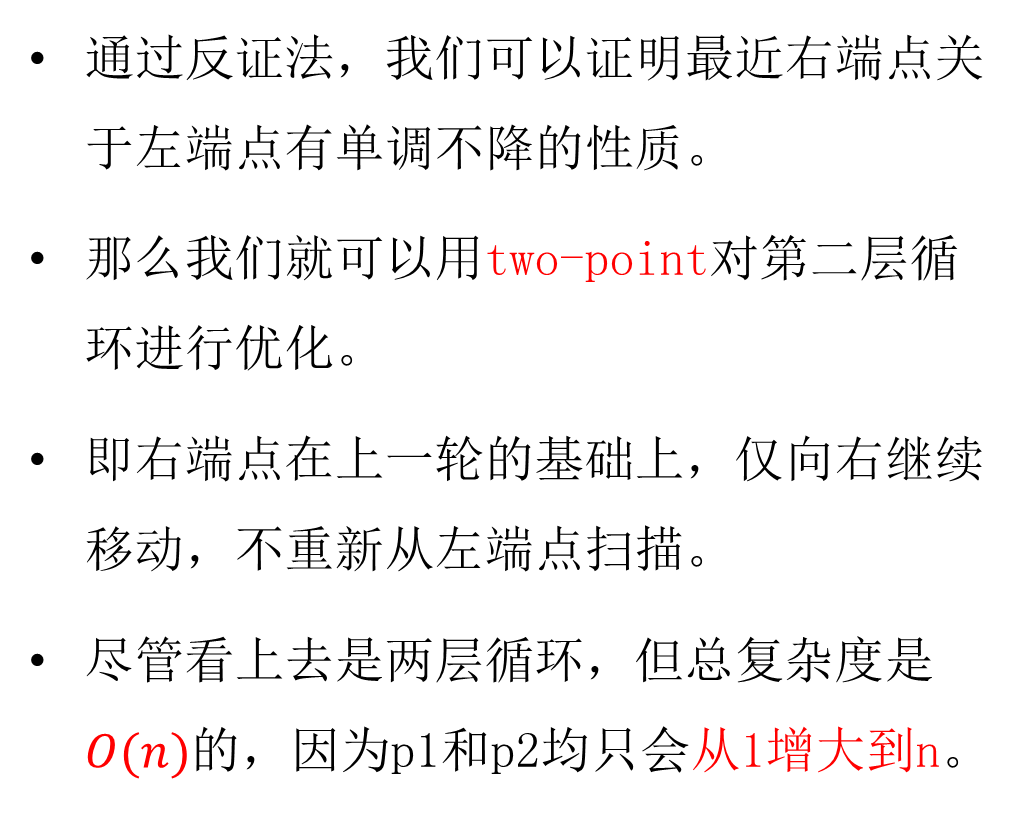 • 通过反证法，我们可以证明最近右端点关
于左端点有单调不降的性质。
• 那么我们就可以用two-point对第二层循
环进行优化。
• 即右端点在上一轮的基础上，仅向右继续
移动，不重新从左端点扫描。
• 尽管看上去是两层循环，但总复杂度是
O(n)的，因为p1和p2均只会从1增大到n。